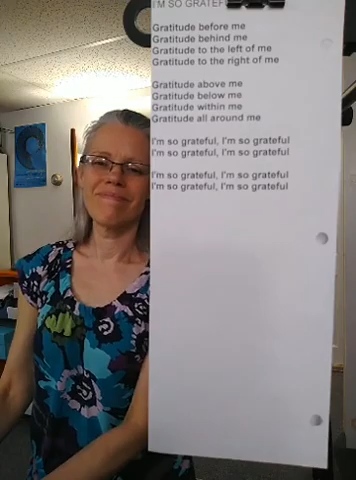 I'M SO GRATEF
Gratitude before me
Gratitude behind me
Gratitude to the left of me
Gratitude to the right of me
Gratitude above me
Gratitude below me
Gratitude within me
Gratitude all around me
I'm so grateful, I'm so grateful
I'm so grateful, I'm so grateful
I'm so grateful, I'm so grateful
I'm so grateful, I'm so grateful